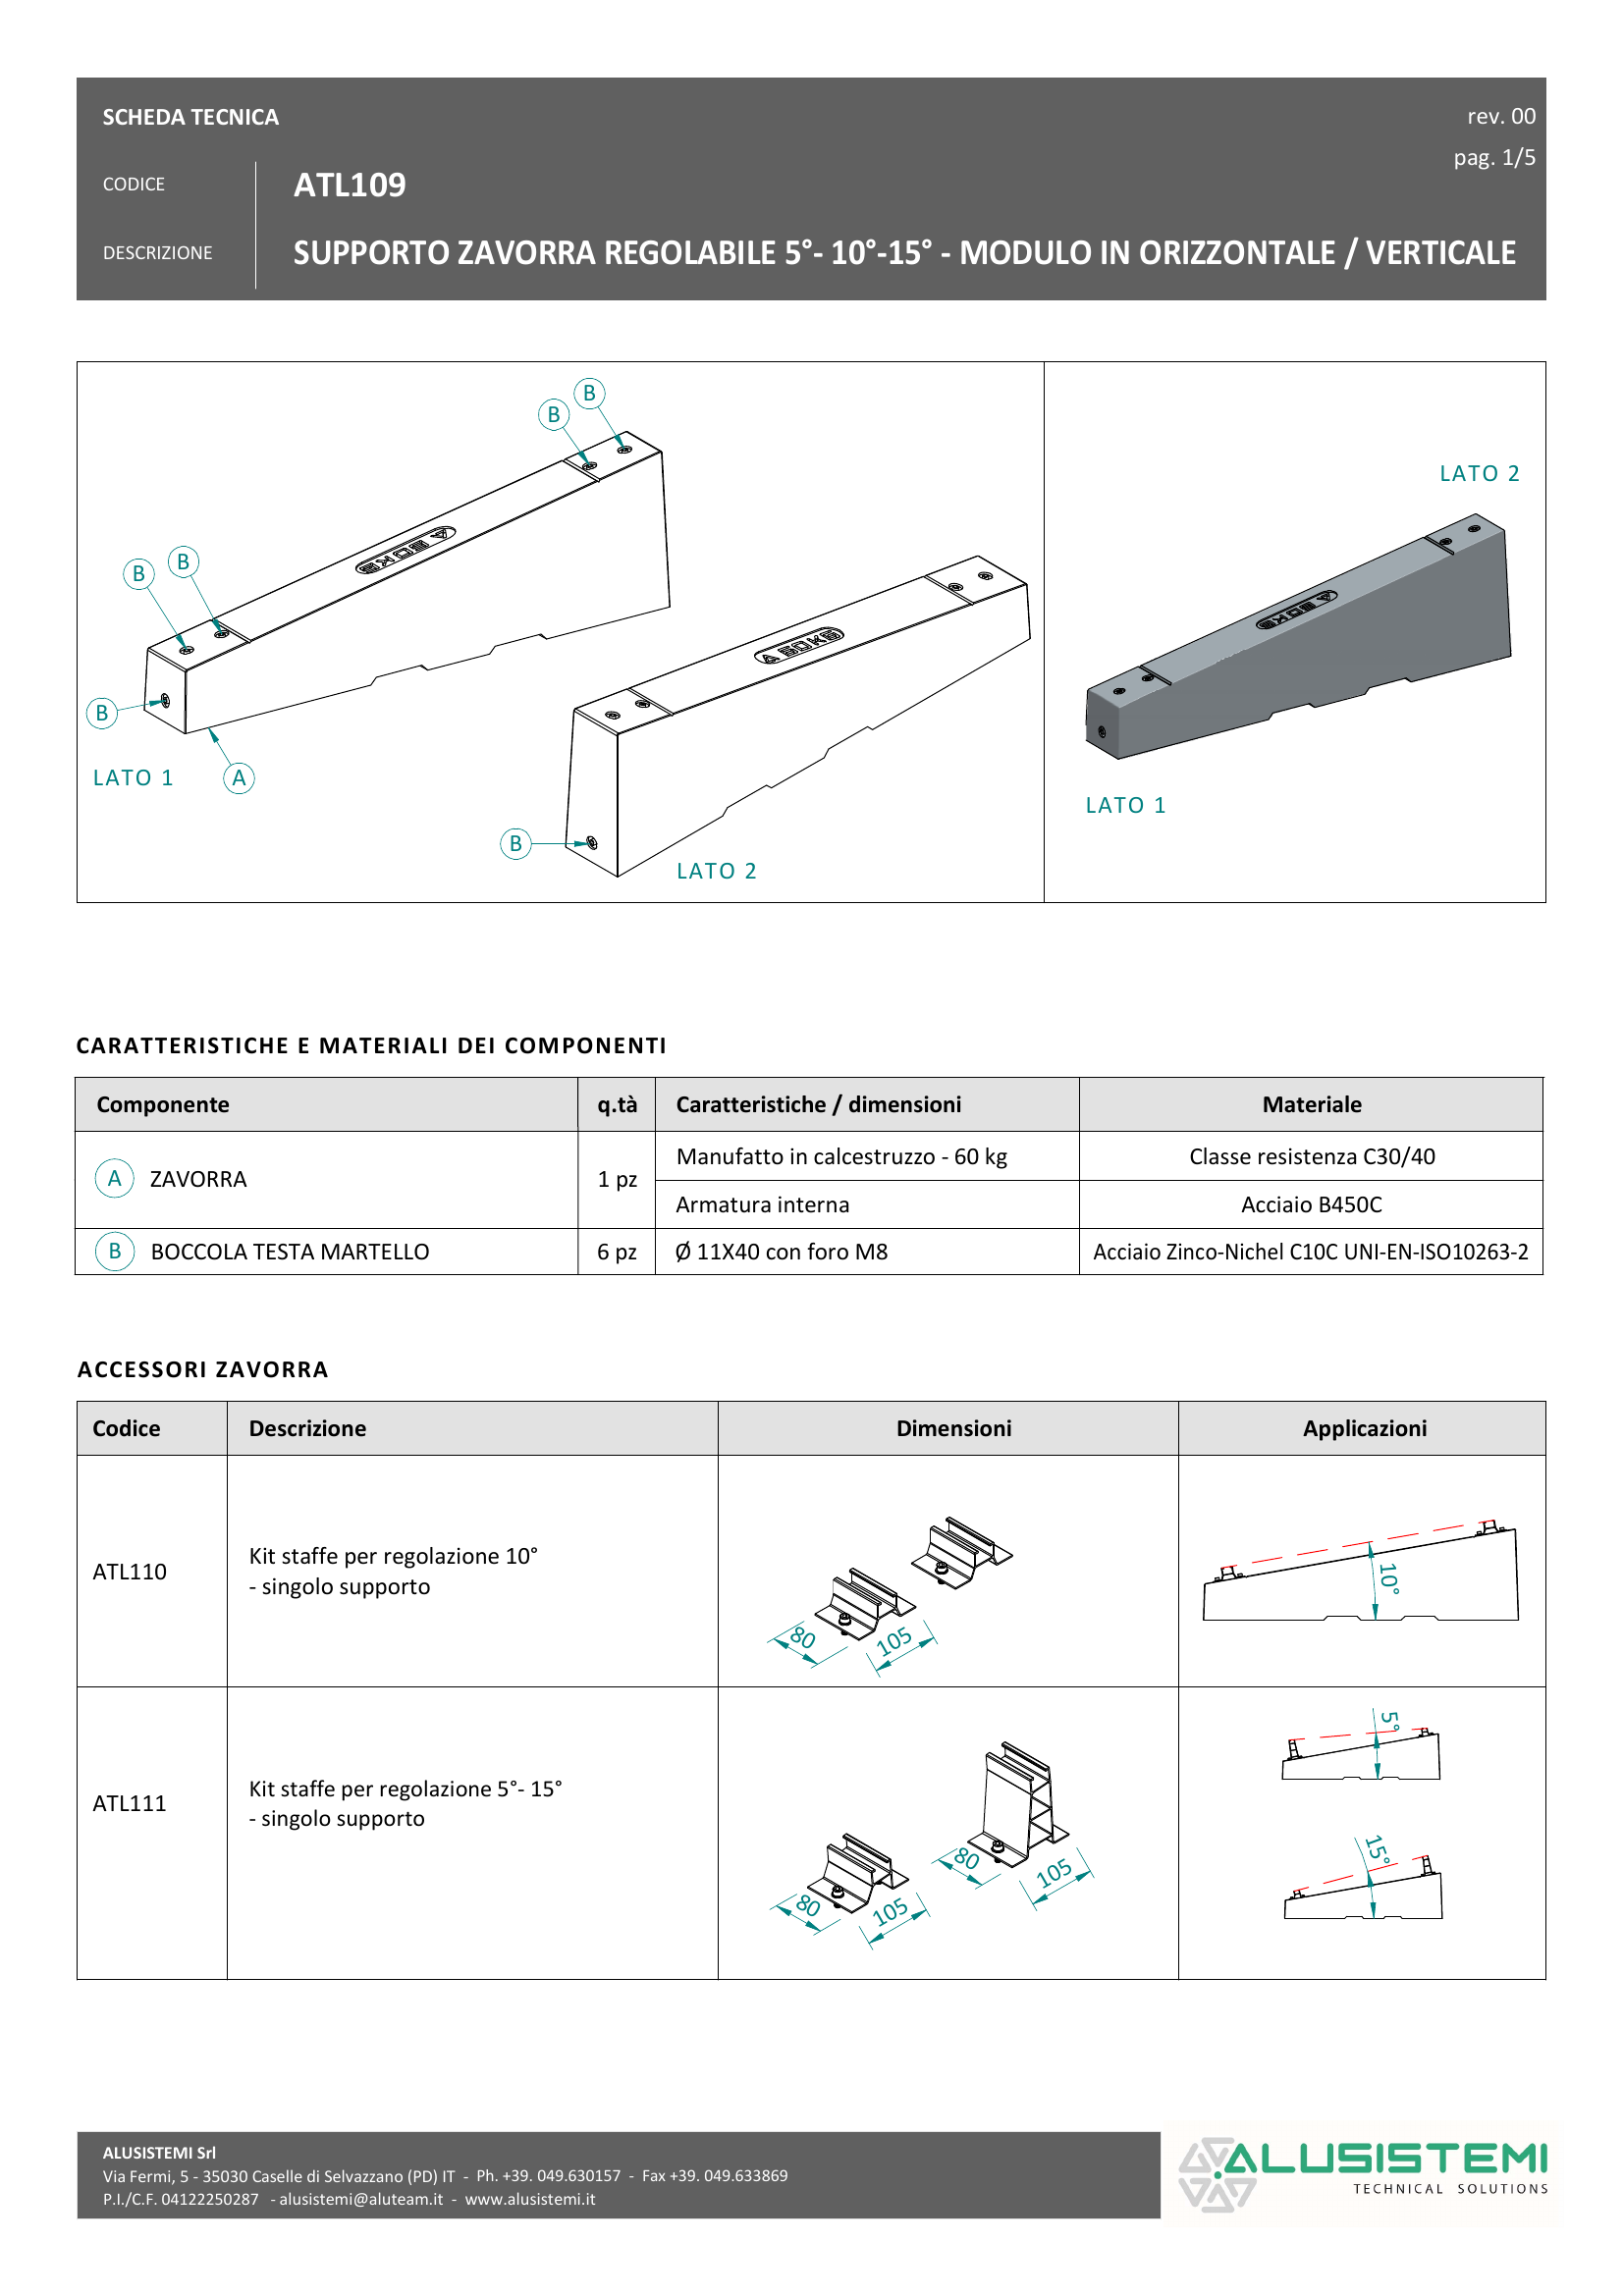 SCHEDA TECNICA
rev. 00
pag. 1/5
CODICE
ATL109
DESCRIZIONE
SUPPORTO ZAVORRA REGOLABILE 5°- 10°-15° - MODULO IN ORIZZONTALE / VERTICALE
B
B
B
B
B
A
LATO 1
60KG
60KG
B
LATO 2
LATO 2
60KG
LATO 1
CARATTERISTICHE E MATERIALI DEI COMPONENTI
Componente q.tà Caratteristiche / dimensioni Materiale
A ZAVORRA 1 pz Manufatto in calcestruzzo - 60 kg Classe resistenza C30/40
Armatura interna Acciaio B450C
B BOCCOLA TESTA MARTELLO 6 pz Ø 11X40 con foro M8 Acciaio Zinco-Nichel C10C UNI-EN-ISO10263-2
ACCESSORI ZAVORRA
Codice Descrizione Dimensioni Applicazioni
ATL110
Kit staffe per regolazione 10°
- singolo supporto
80
105
10°
ATL111
Kit staffe per regolazione 5°- 15°
- singolo supporto
80
105
80
105
5°
15°
ALUSISTEMI Srl
Via Fermi, 5 - 35030 Caselle di Selvazzano (PD) IT - Ph. +39. 049.630157 - Fax +39. 049.633869
P.I./C.F. 04122250287 - alusistemi@aluteam.it - www.alusistemi.it
ALUSISTEMI
TECHNICAL SOLUTIONS